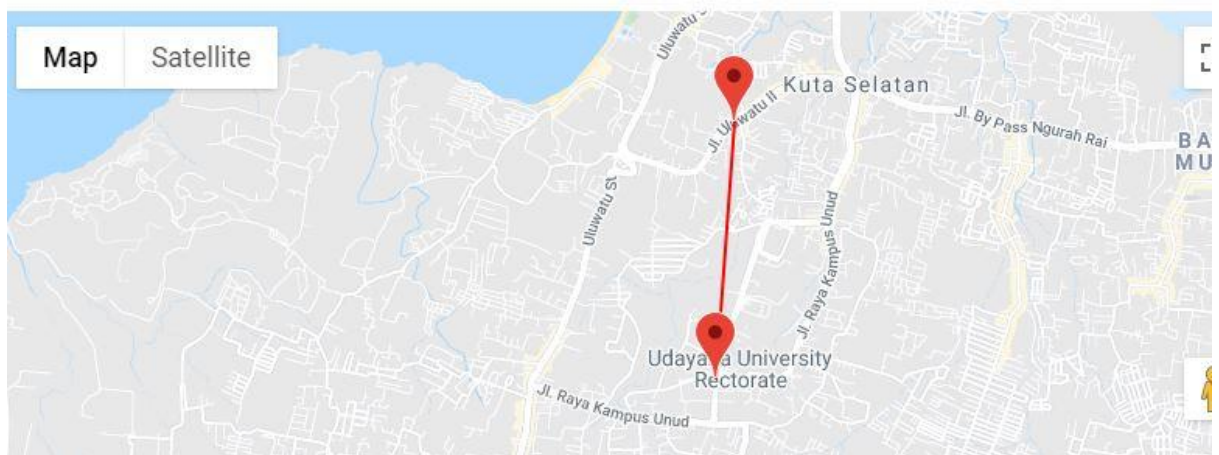 Map
Satellite
Uluwatu S
Kuta Selatan
Jl. Uluwatu II
Jl. By Pass Ngurah Rai
BA
MU
Uluwatu St
Jl. Raya Kampus Unud
Udayana University
Rectorate
Jl. Raya Kampus Unud